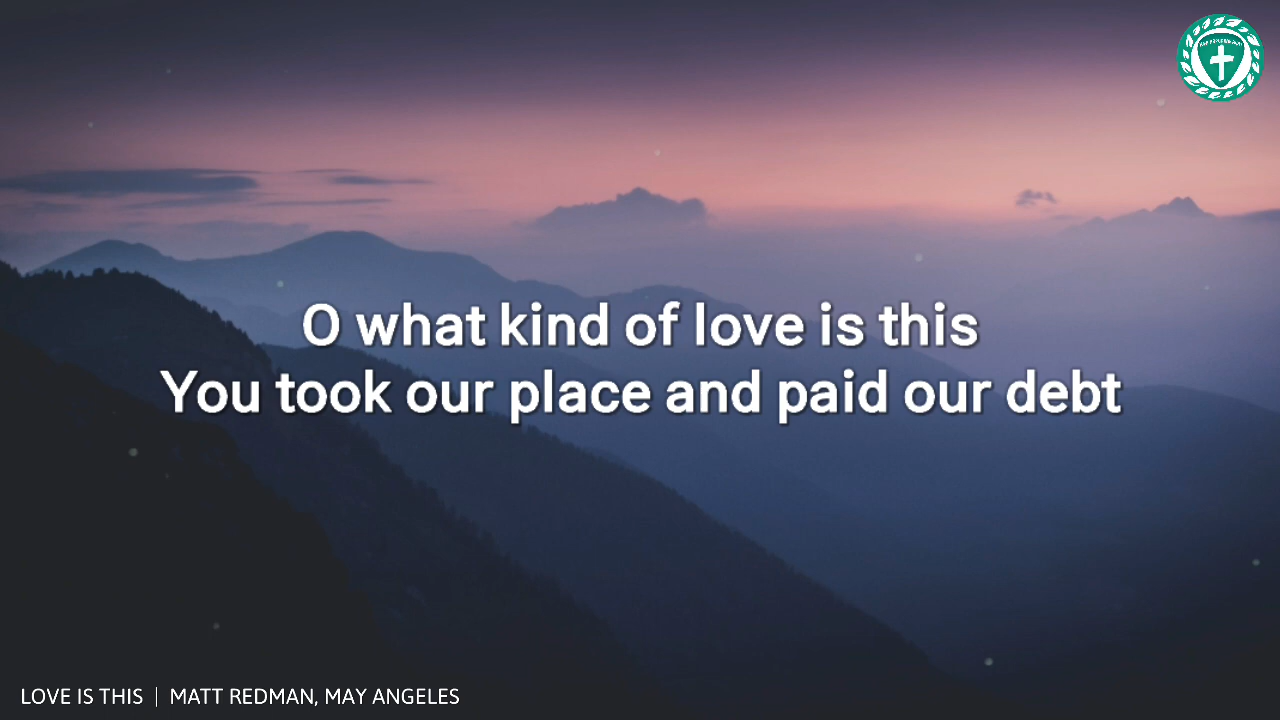 O what kind of love is this
You took our place and paid our debt
LOVE IS THIS | MATT REDMAN, MAY ANGELES